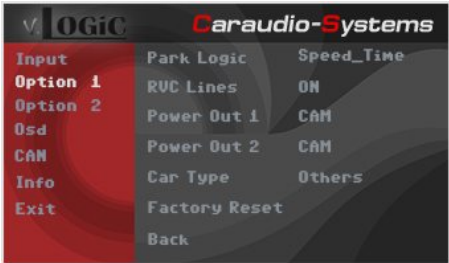 v.LOGiC Caraudio-Systems
Input Park Logic Speed_Time
Option 1 RVC Lines ON
Option 2 Power Out 1 CAM
Osd Power Out 2 CAM
CAN Car Type Others
Info Factory Reset
Exit Back